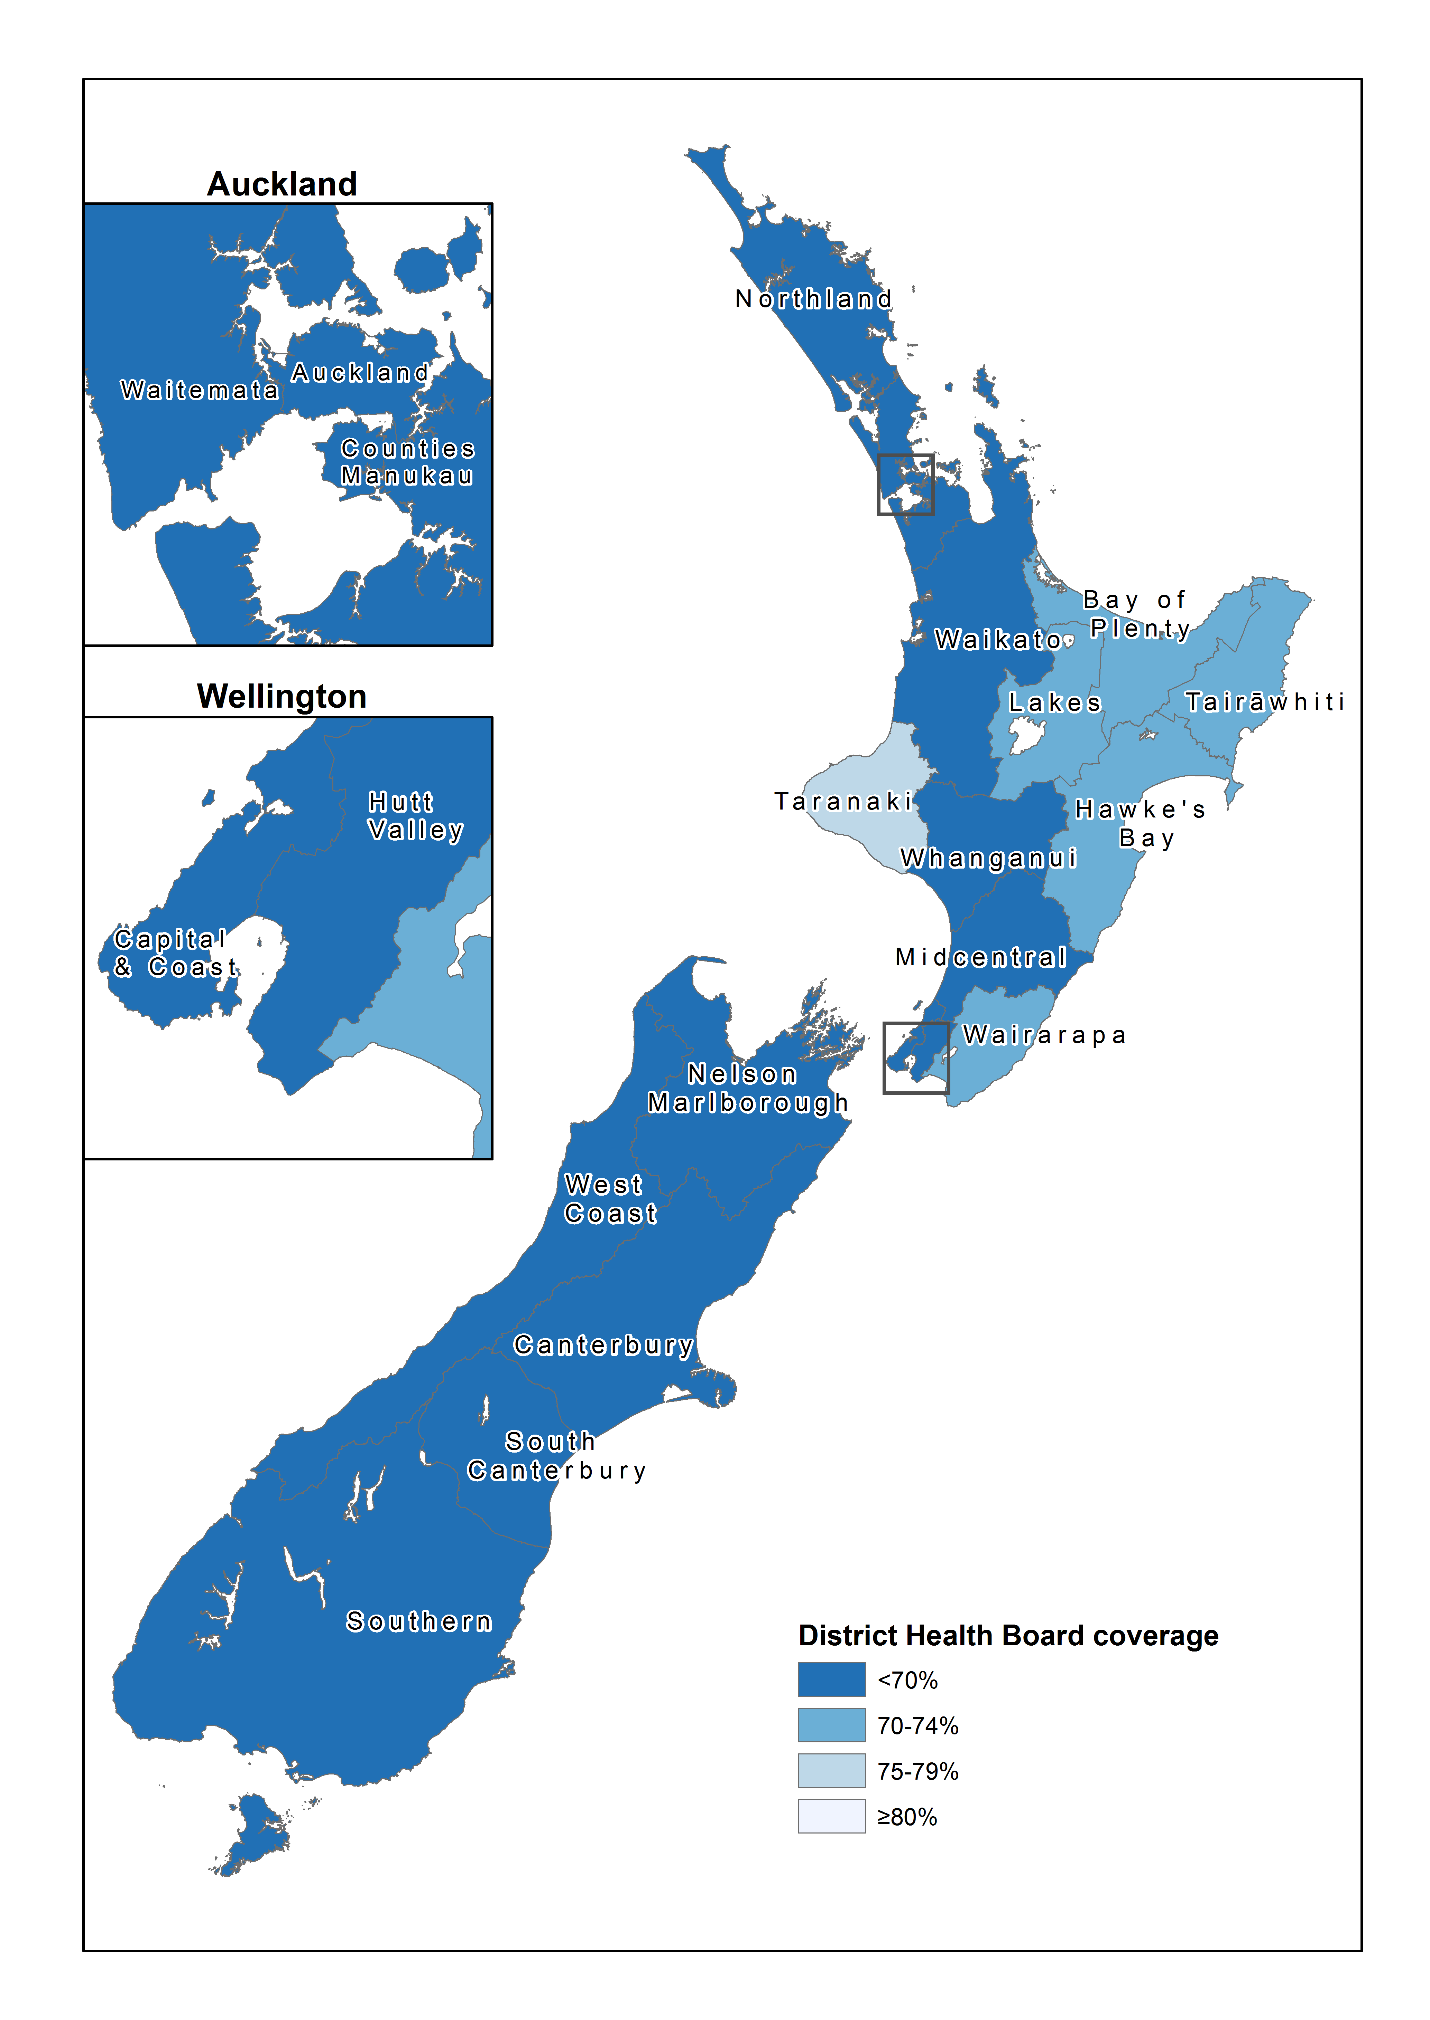 Auckland
Waitemata
Auckland
Counties
Manukau
Wellington
Hutt
Valley
Capital
& Coast
Northland
Bay of
Plenty
Waikato
Lakes
Tairāwhiti
Taranaki
Hawke's
Bay
Whanganui
Midcentral
Wairarapa
Nelson
Marlborough
West
Coast
Canterbury
South
Canterbury
Southern
District Health Board coverage
<70%
70-74%
75-79%
≥80%